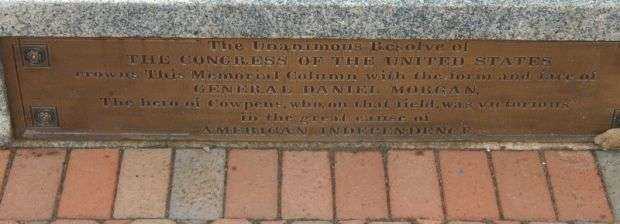 The Unanimous Resolve of
THE CONGRESS OF THE UNITED STATES
crowns This Memorial Column with the form and face of
GENERAL DANIEL MORGAN,
The hero of Cowpens, who, on that field, was victorious
in the great cause of
AMERICAN INDEPENDENCE